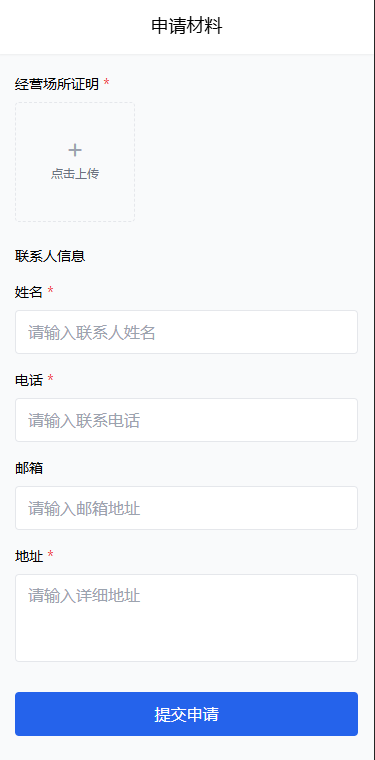 申请材料
经营场所证明 *
+
点击上传
联系人信息
姓名 *
请输入联系人姓名
电话 *
请输入联系电话
邮箱
请输入邮箱地址
地址 *
请输入详细地址
提交申请